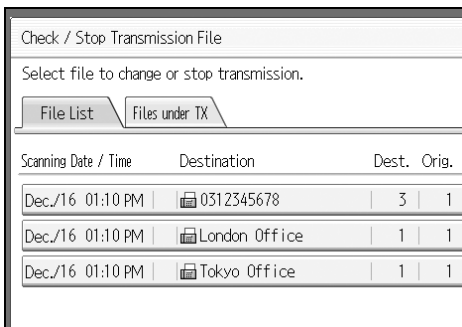 Check / Stop Transmission File
Select file to change or stop transmission.
File List Files under TX
Scanning Date / Time Destination Dest. Orig.
Dec./16 01:10 PM 0312345678 3 1
Dec./16 01:10 PM London Office 1 1
Dec./16 01:10 PM Tokyo Office 1 1